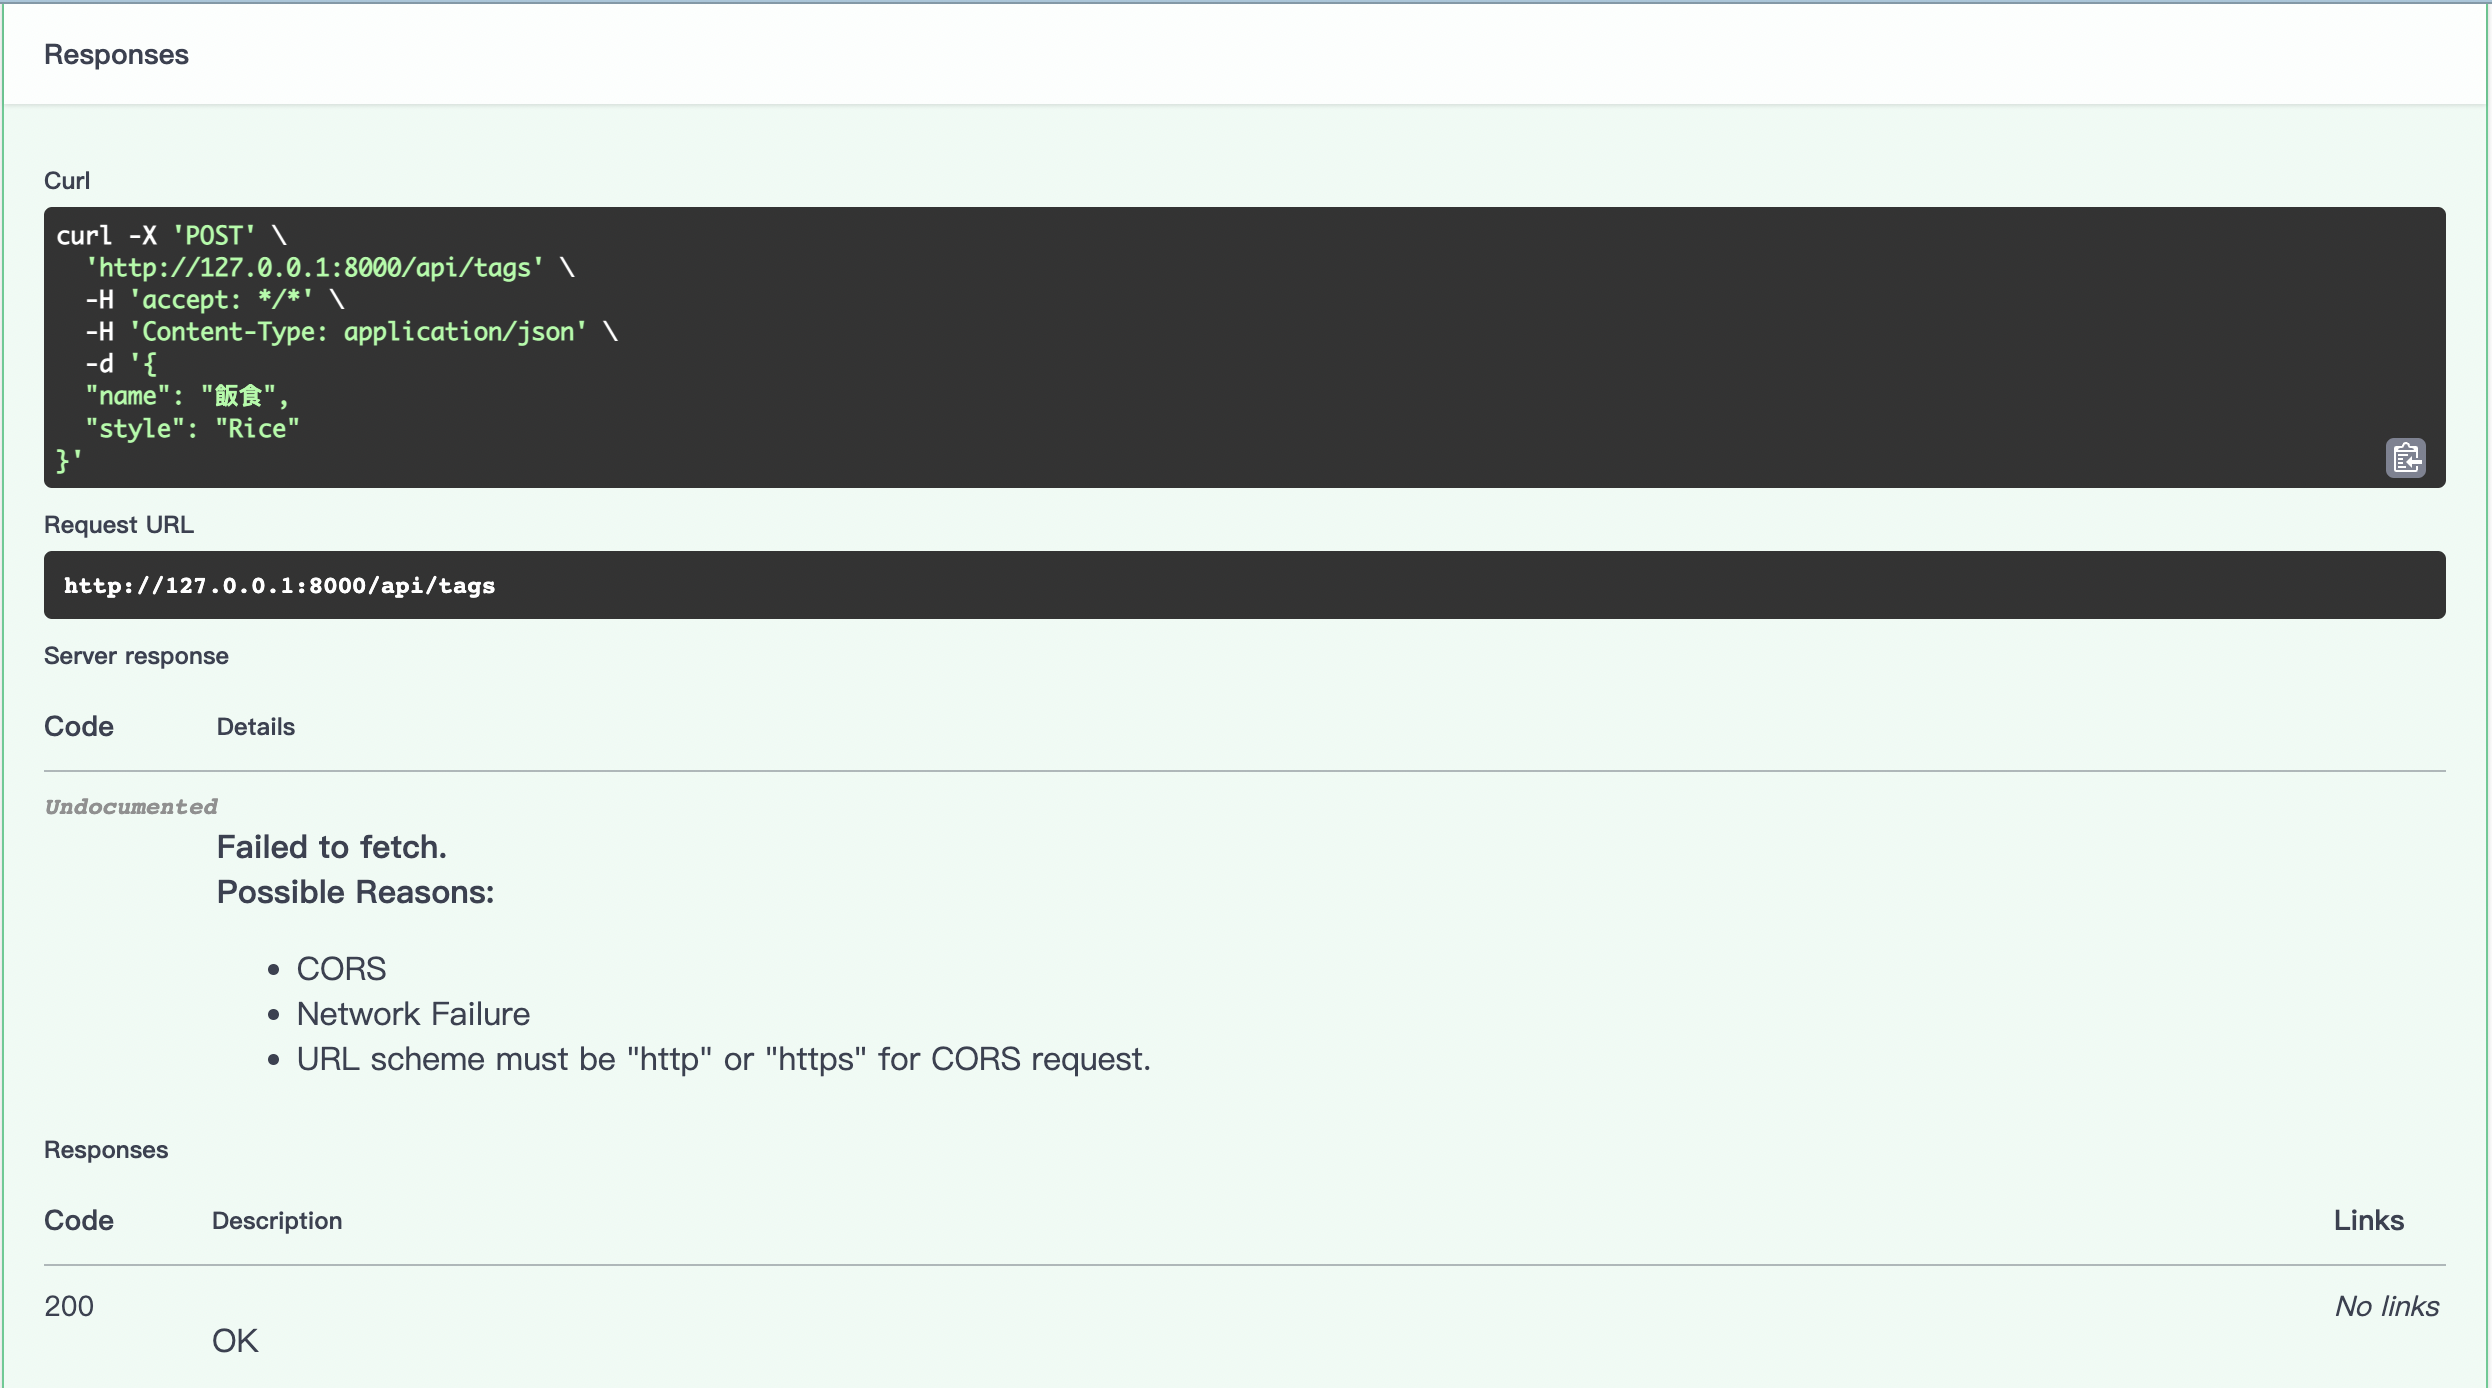 Responses
Curl
curl -X 'POST' \
  'http://127.0.0.1:8000/api/tags' \
  -H 'accept: */*' \
  -H 'Content-Type: application/json' \
  -d '{
  "name": "飯食",
  "style": "Rice"
}'
Request URL
http://127.0.0.1:8000/api/tags
Server response
Code Details
Undocumented
Failed to fetch.
Possible Reasons:
• CORS
• Network Failure
• URL scheme must be "http" or "https" for CORS request.
Responses
Code Description Links
200 No links
OK